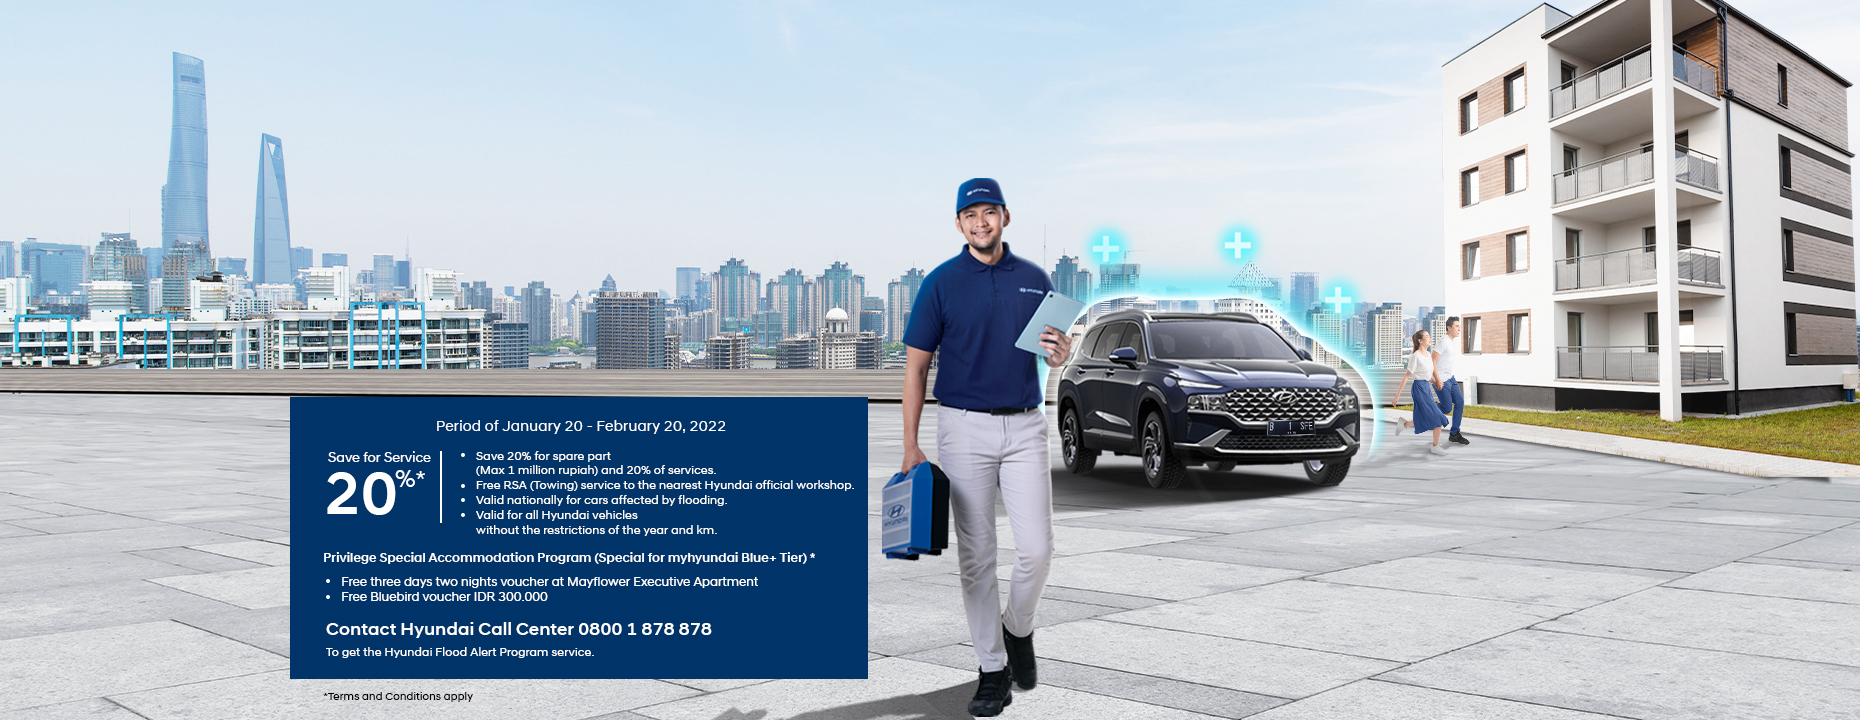 Period of January 20 - February 20, 2022
Save for Service
20%*
• Save 20% for spare part
(Max 1 million rupiah) and 20% of services.
• Free RSA (Towing) service to the nearest Hyundai official workshop.
• Valid nationally for cars affected by flooding.
• Valid for all Hyundai vehicles
without the restrictions of the year and km.
Privilege Special Accommodation Program (Special for myhyundai Blue+ Tier) *
• Free three days two nights voucher at Mayflower Executive Apartment
• Free Bluebird voucher IDR 300.000
Contact Hyundai Call Center 0800 1 878 878
To get the Hyundai Flood Alert Program service.
*Terms and Conditions apply
HYUNDAI
HYUNDAI
HYUNDAI
B 1 SFE